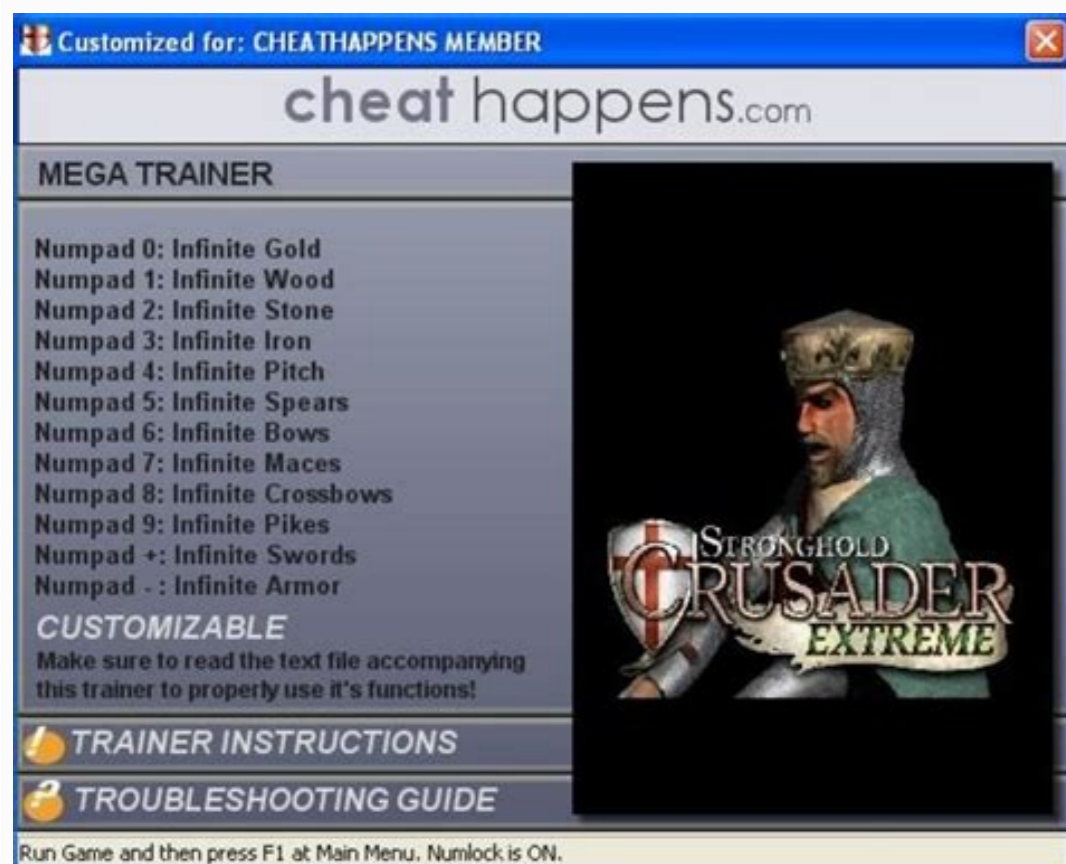 Customized for: CHEATHAPPENS MEMBER
cheat happens.com
MEGA TRAINER
Numpad 0: Infinite Gold
Numpad 1: Infinite Wood
Numpad 2: Infinite Stone
Numpad 3: Infinite Iron
Numpad 4: Infinite Pitch
Numpad 5: Infinite Spears
Numpad 6: Infinite Bows
Numpad 7: Infinite Maces
Numpad 8: Infinite Crossbows
Numpad 9: Infinite Pikes
Numpad +: Infinite Swords
Numpad - : Infinite Armor
CUSTOMIZABLE
Make sure to read the text file accompanying
this trainer to properly use it's functions!
STRONGHOLD
CRUSADER
EXTREME
! TRAINER INSTRUCTIONS
? TROUBLESHOOTING GUIDE
Run Game and then press F1 at Main Menu. Numlock is ON.